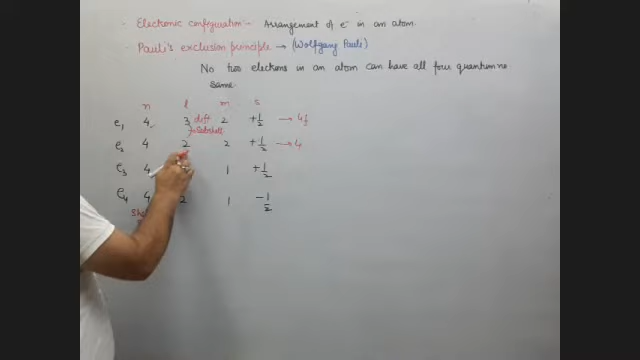 Electronic configuration - Arrangement of e⁻ in an atom.
Pauli's exclusion principle → (Wolfgang Pauli)
No two electrons in an atom can have all four quantum no
same.
n l m s
e₁ 4 3 diff 2 +1/2 → 4f
→ Subshell
e₂ 4 2 2 +1/2 → 4
e₃ 4 1 +1/2
e₄ 4 2 1 -1/2